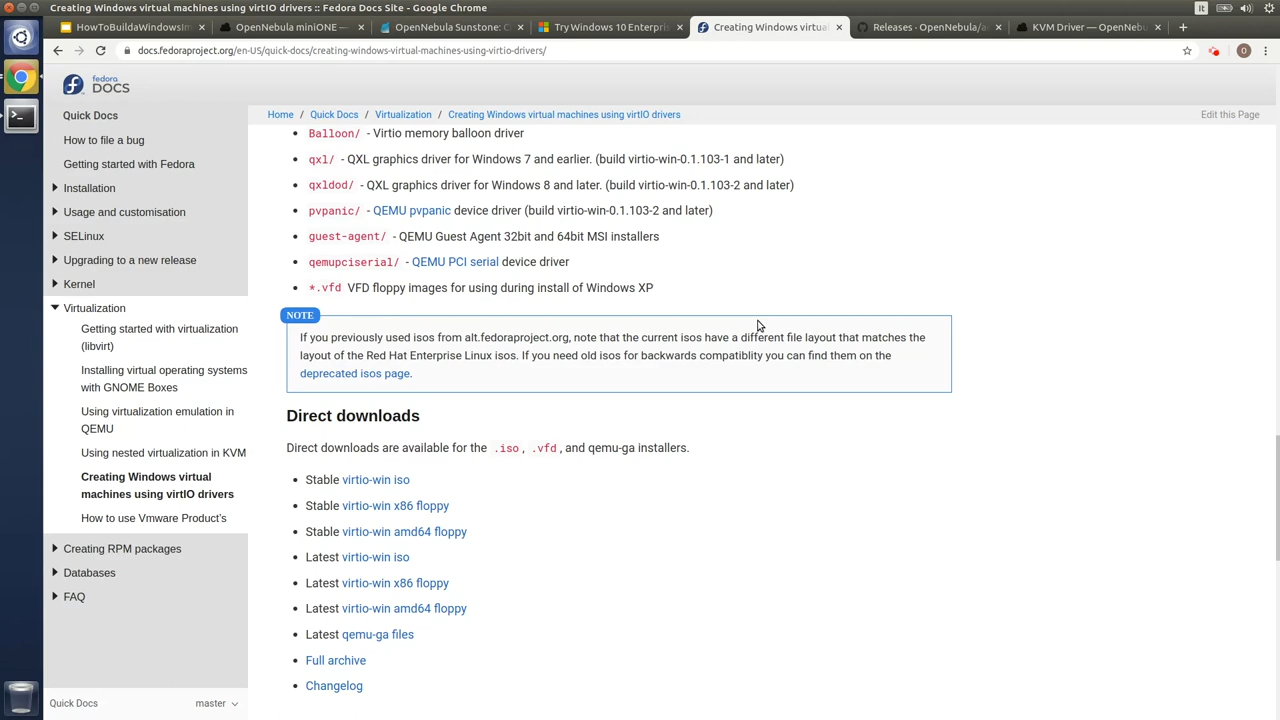 Creating Windows virtual machines using virtIO drivers :: Fedora Docs Site - Google Chrome
HowToBuildaWindowsIm
OpenNebula miniONE —
OpenNebula Sunstone: C
Try Windows 10 Enterpris
Creating Windows virtual
Releases · OpenNebula/a
KVM Driver — OpenNebu
docs.fedoraproject.org/en-US/quick-docs/creating-windows-virtual-machines-using-virtio-drivers/
O
fedora
DOCS
Quick Docs
How to file a bug
Getting started with Fedora
Installation
Usage and customisation
SELinux
Upgrading to a new release
Kernel
Virtualization
Getting started with virtualization
(libvirt)
Installing virtual operating systems
with GNOME Boxes
Using virtualization emulation in
QEMU
Using nested virtualization in KVM
Creating Windows virtual
machines using virtIO drivers
How to use Vmware Product's
Creating RPM packages
Databases
FAQ
Quick Docs master
Home / Quick Docs / Virtualization / Creating Windows virtual machines using virtIO drivers
Edit this Page
Balloon/ - Virtio memory balloon driver
qxl/ - QXL graphics driver for Windows 7 and earlier. (build virtio-win-0.1.103-1 and later)
qxldod/ - QXL graphics driver for Windows 8 and later. (build virtio-win-0.1.103-2 and later)
pvpanic/ - QEMU pvpanic device driver (build virtio-win-0.1.103-2 and later)
guest-agent/ - QEMU Guest Agent 32bit and 64bit MSI installers
qemupciserial/ - QEMU PCI serial device driver
*.vfd VFD floppy images for using during install of Windows XP
NOTE
If you previously used isos from alt.fedoraproject.org, note that the current isos have a different file layout that matches the
layout of the Red Hat Enterprise Linux isos. If you need old isos for backwards compatiblity you can find them on the
deprecated isos page.
Direct downloads
Direct downloads are available for the .iso, .vfd, and qemu-ga installers.
Stable virtio-win iso
Stable virtio-win x86 floppy
Stable virtio-win amd64 floppy
Latest virtio-win iso
Latest virtio-win x86 floppy
Latest virtio-win amd64 floppy
Latest qemu-ga files
Full archive
Changelog